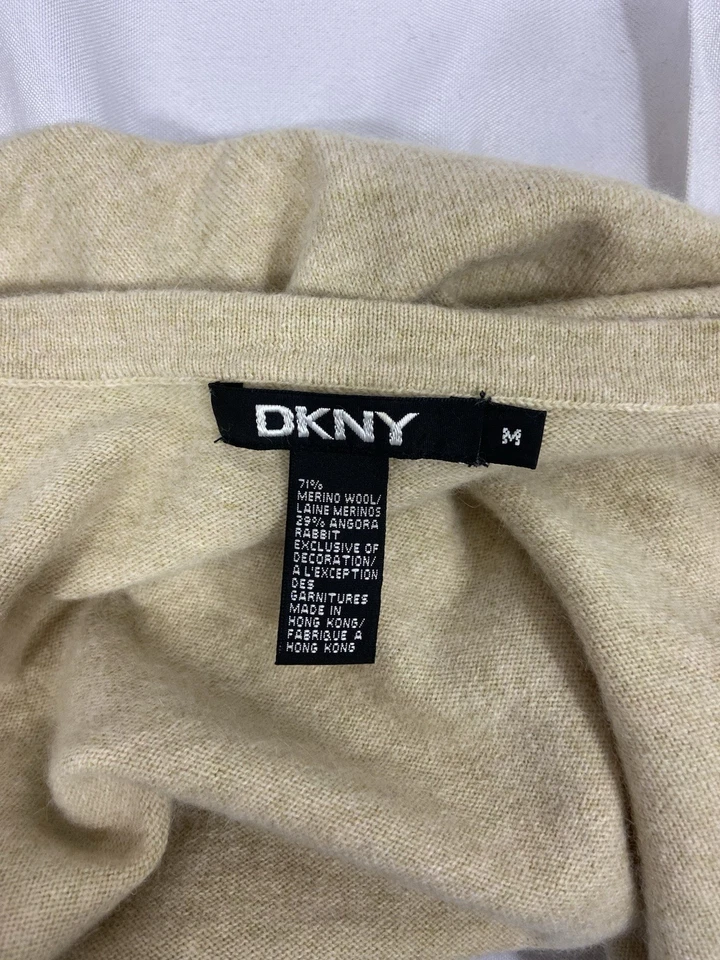 DKNY
M
71%
MERINO WOOL/
LAINE MERINOS
29% ANGORA
RABBIT
EXCLUSIVE OF
DECORATION/
A L'EXCEPTION
DES
GARNITURES
MADE IN
HONG KONG/
FABRIQUE A
HONG KONG